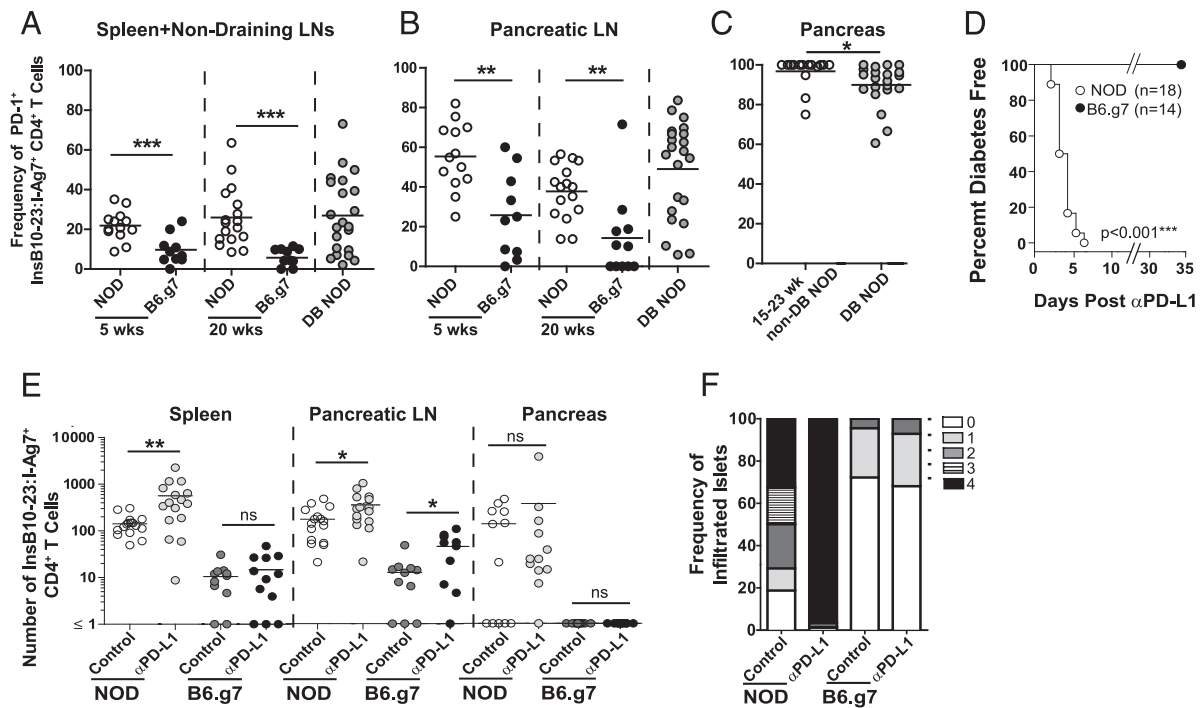 A
Spleen+Non-Draining LNs
Frequency of PD-1+
InsB10-23:I-Ag7+ CD4+ T Cells
100
80
60
40
20
0
***
***
NOD
B6.g7
NOD
B6.g7
DB NOD
5 wks
20 wks
B
Pancreatic LN
100
80
60
40
20
0
**
**
NOD
B6.g7
NOD
B6.g7
DB NOD
5 wks
20 wks
C
Pancreas
*
100
80
60
40
20
0
15-23 wk
non-DB NOD
DB NOD
D
Percemt Diabetes Free
100
80
60
40
20
0
NOD (n=18)
B6.g7 (n=14)
p<0.001***
0
5
10
30
35
Days Post αPD-L1
E
Spleen
Pancreatic LN
Pancreas
Number of InsB10-23:I-Ag7+
CD4+ T Cells
10000
1000
100
10
≤ 1
**
ns
*
*
ns
ns
Control
αPD-L1
Control
αPD-L1
Control
αPD-L1
Control
αPD-L1
Control
αPD-L1
Control
αPD-L1
NOD
B6.g7
NOD
B6.g7
NOD
B6.g7
F
Frequency of
Infiltrated Islets
100
80
60
40
20
0
0
1
2
3
4
Control
αPD-L1
Control
αPD-L1
NOD
B6.g7